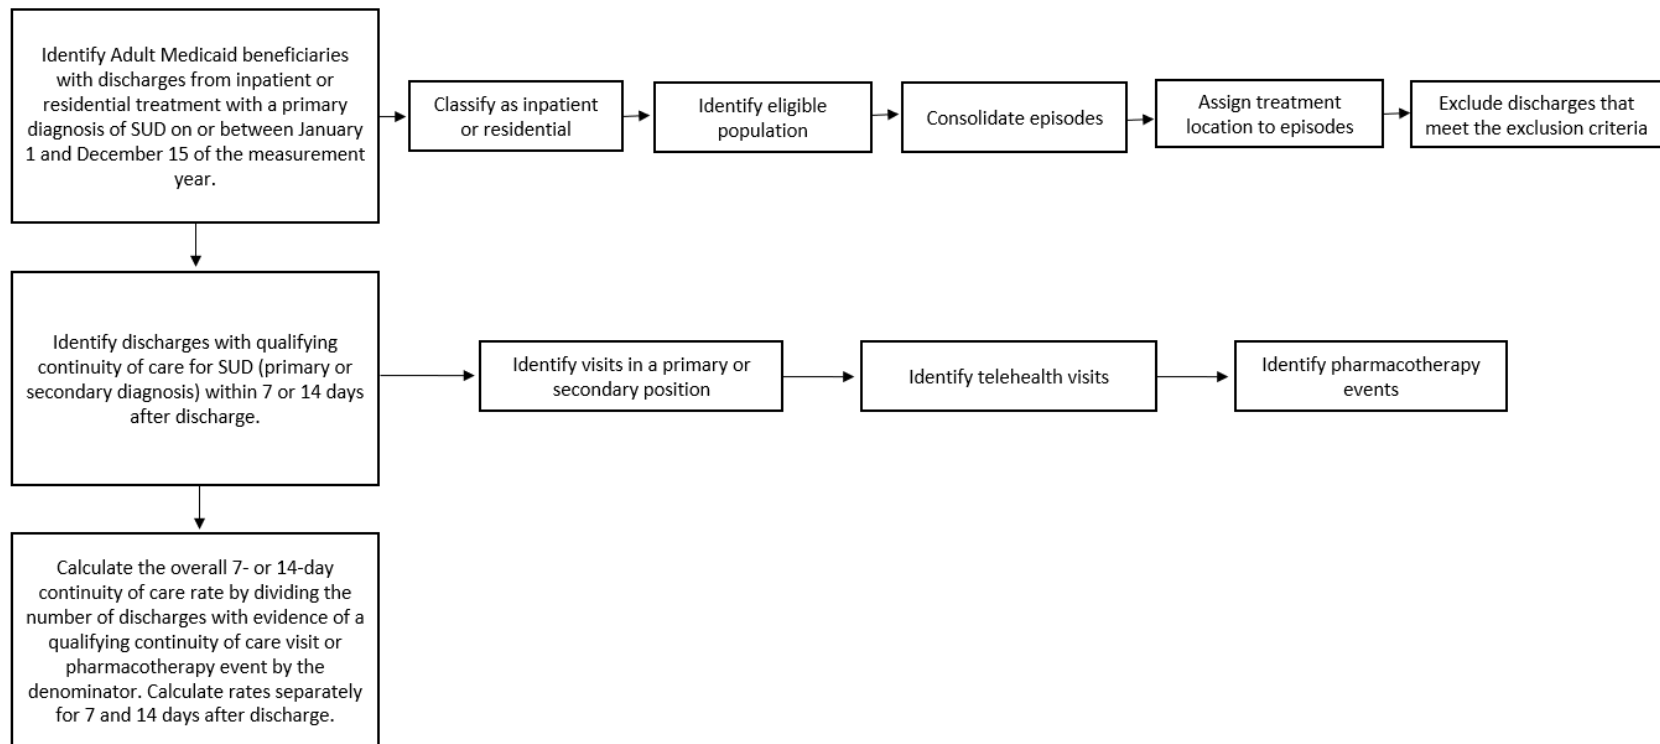 Identify Adult Medicaid beneficiaries
with discharges from inpatient or
residential treatment with a primary
diagnosis of SUD on or between January
1 and December 15 of the measurement
year.
Classify as inpatient
or residential
Identify eligible
population
Consolidate episodes
Assign treatment
location to episodes
Exclude discharges that
meet the exclusion criteria
Identify discharges with qualifying
continuity of care for SUD (primary or
secondary diagnosis) within 7 or 14 days
after discharge.
Identify visits in a primary or
secondary position
Identify telehealth visits
Identify pharmacotherapy
events
Calculate the overall 7- or 14-day
continuity of care rate by dividing the
number of discharges with evidence of a
qualifying continuity of care visit or
pharmacotherapy event by the
denominator. Calculate rates separately
for 7 and 14 days after discharge.